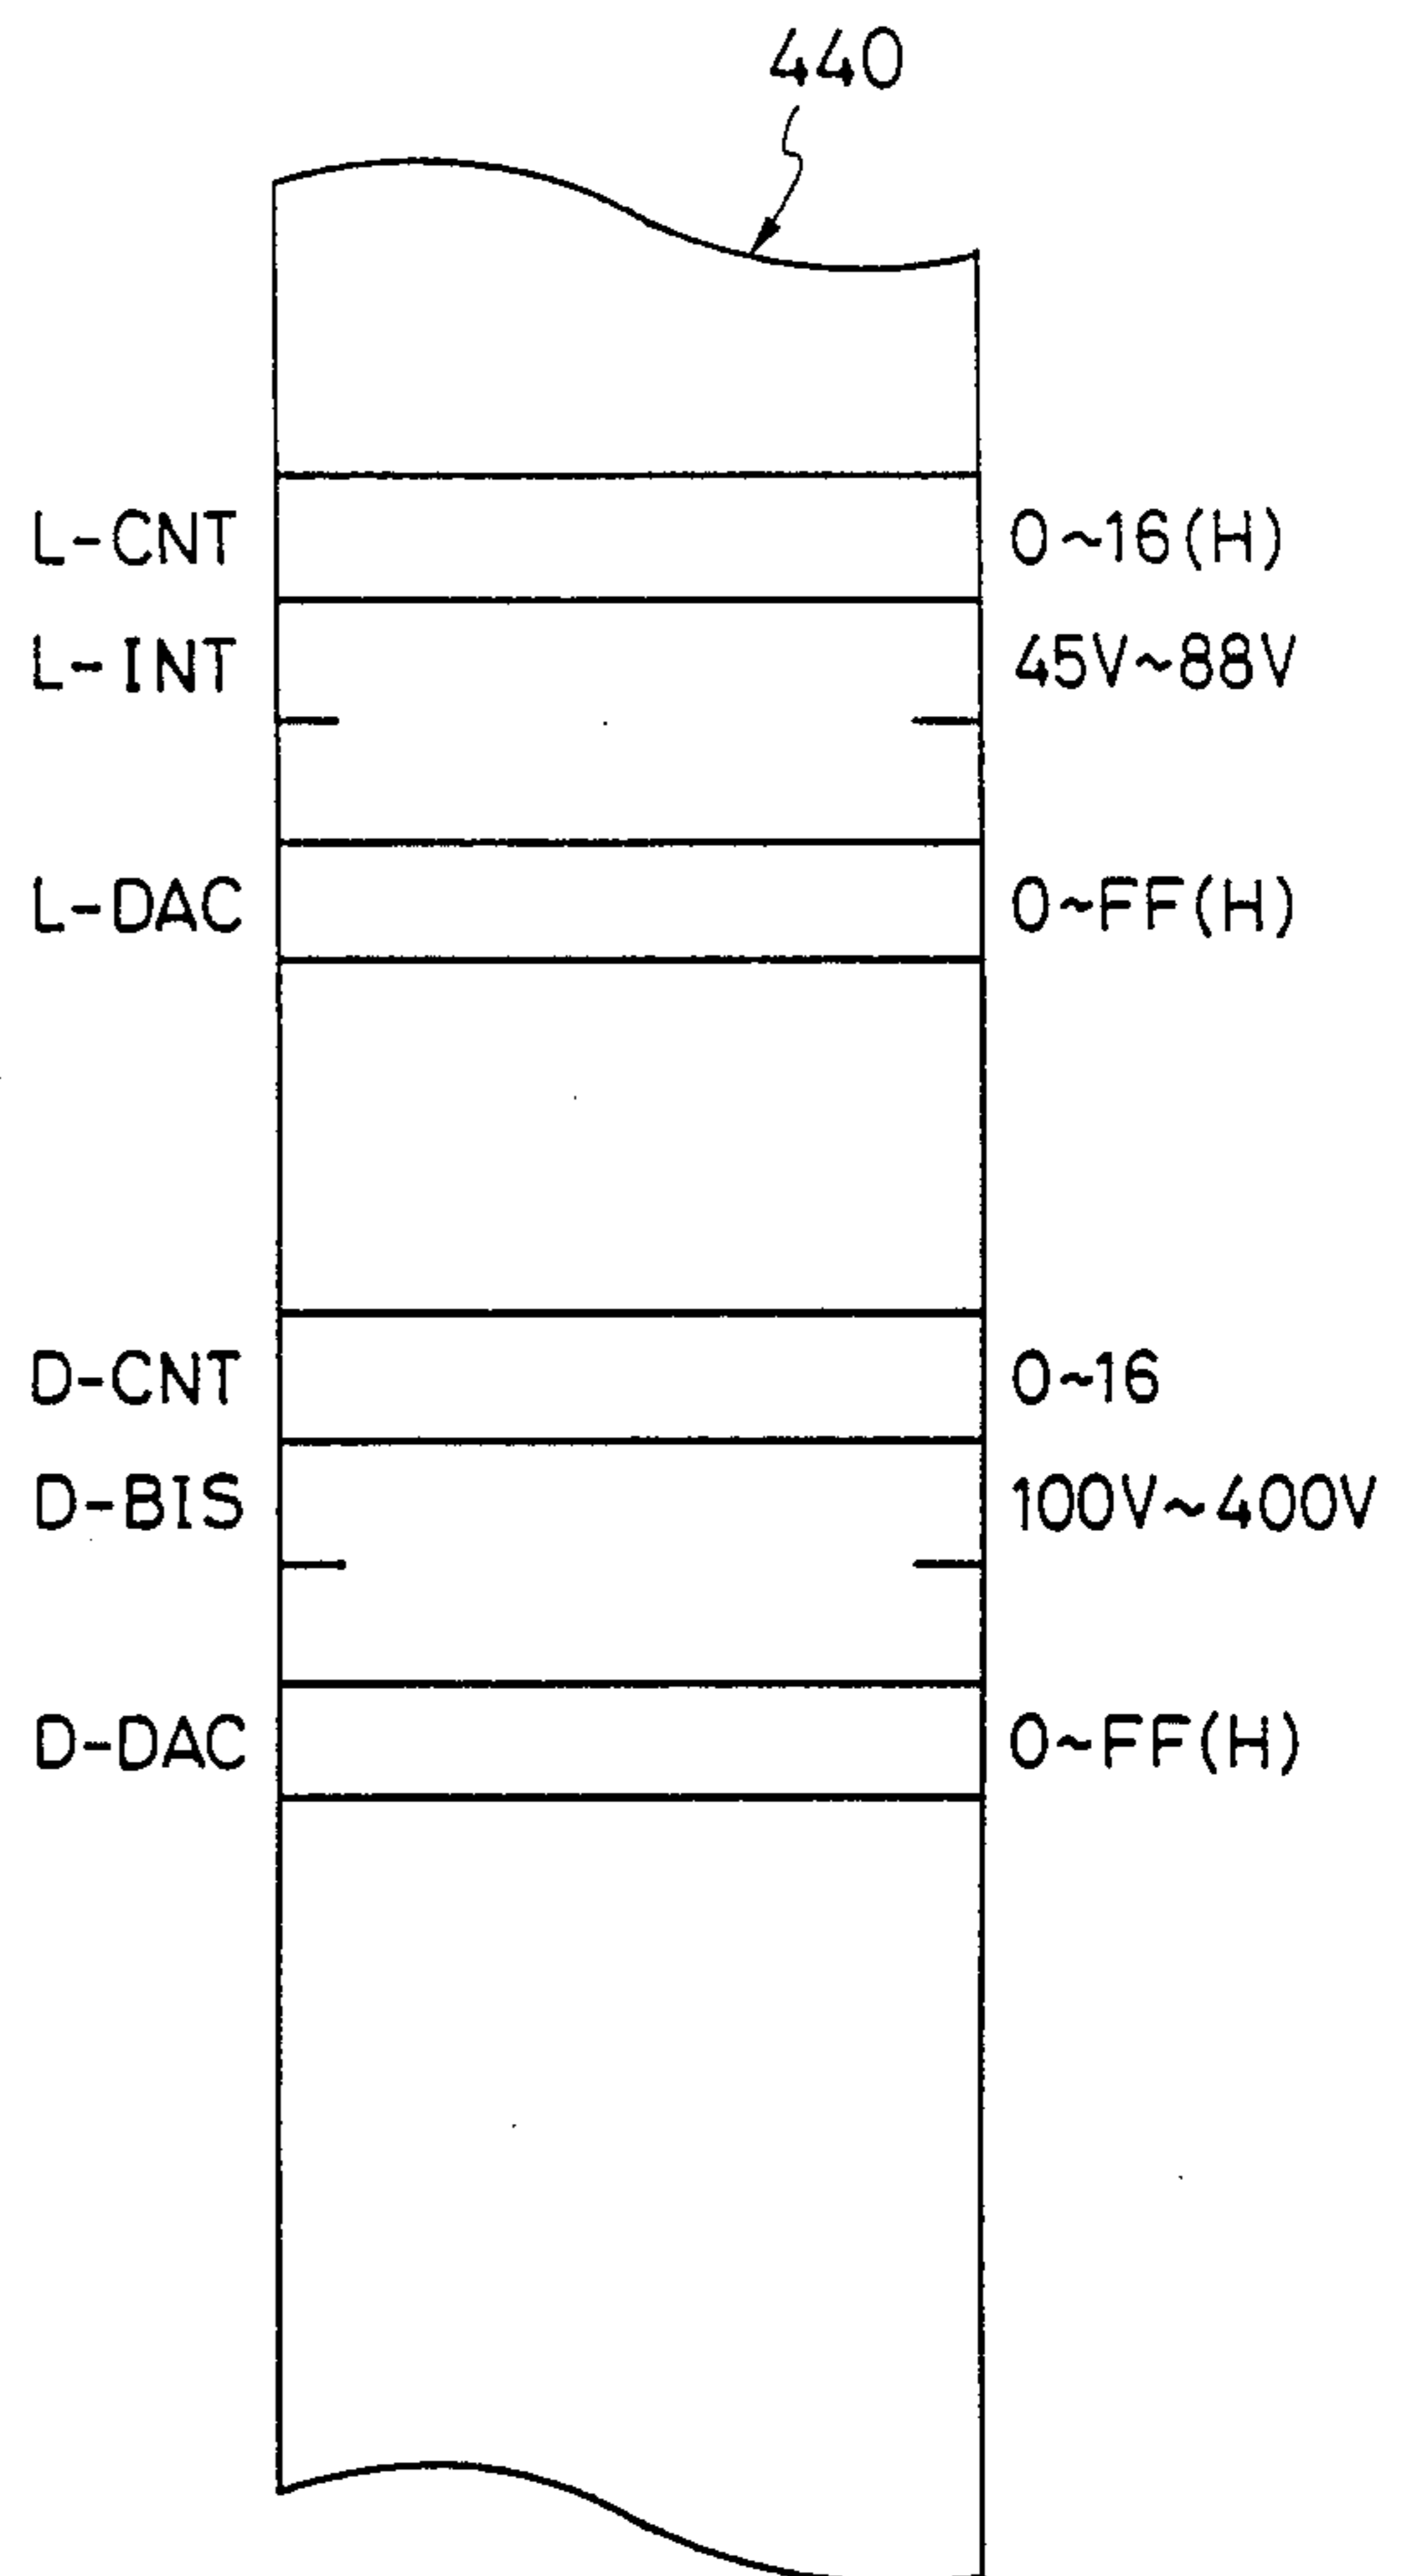 440
L-CNT 0~16(H)
L-INT 45V~88V
L-DAC 0~FF(H)
D-CNT 0~16
D-BIS 100V~400V
D-DAC 0~FF(H)